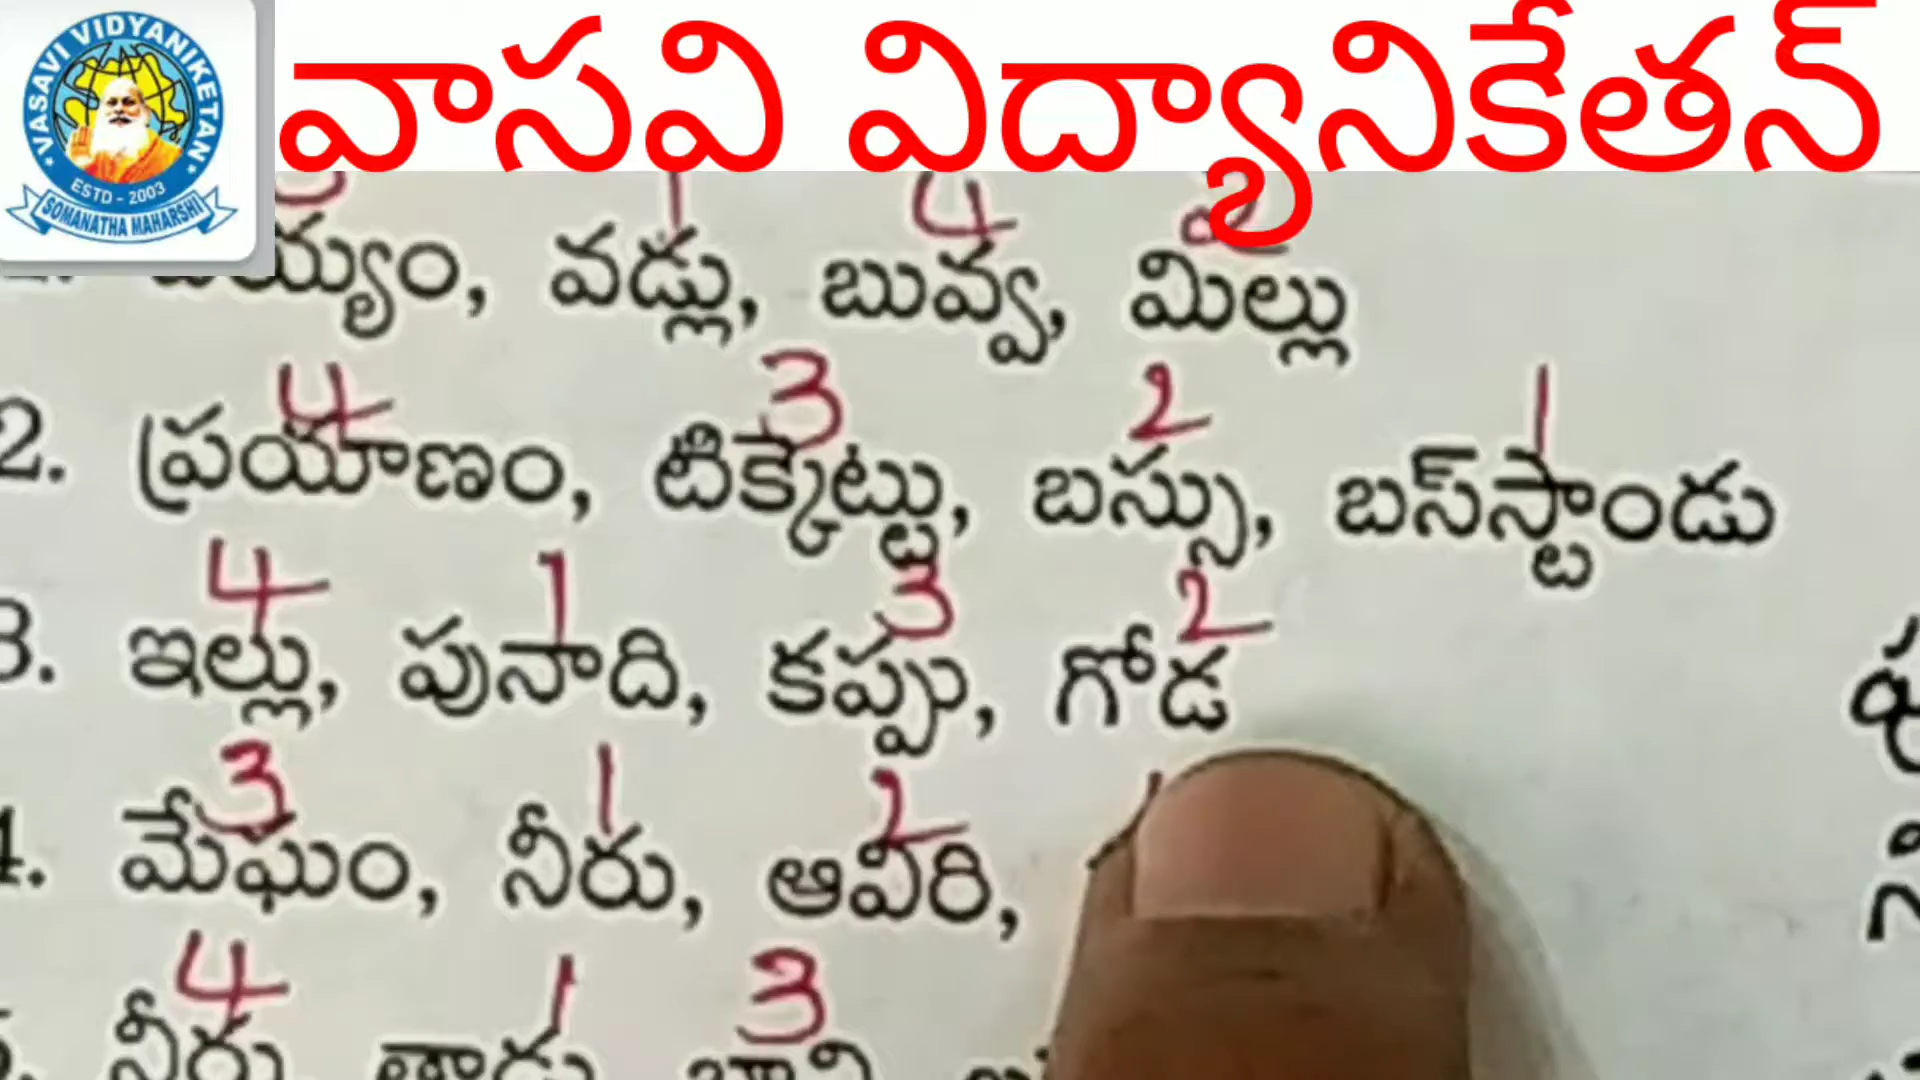 VASAVI VIDYANIKETAN
ESTD - 2003
SOMANATHA MAHARSHI
వాసవి విద్యానికేతన్
1 4
వడ్లు, బువ్వ, మిల్లు
4 3 2 1
2. ప్రయాణం, టిక్కెట్టు, బస్సు, బస్‌స్టాండు
4 1 3 2
3. ఇల్లు, పునాది, కప్పు, గోడ
3 1 2
4. మేఘం, నీరు, ఆవిరి,
4 1 3
నీరు